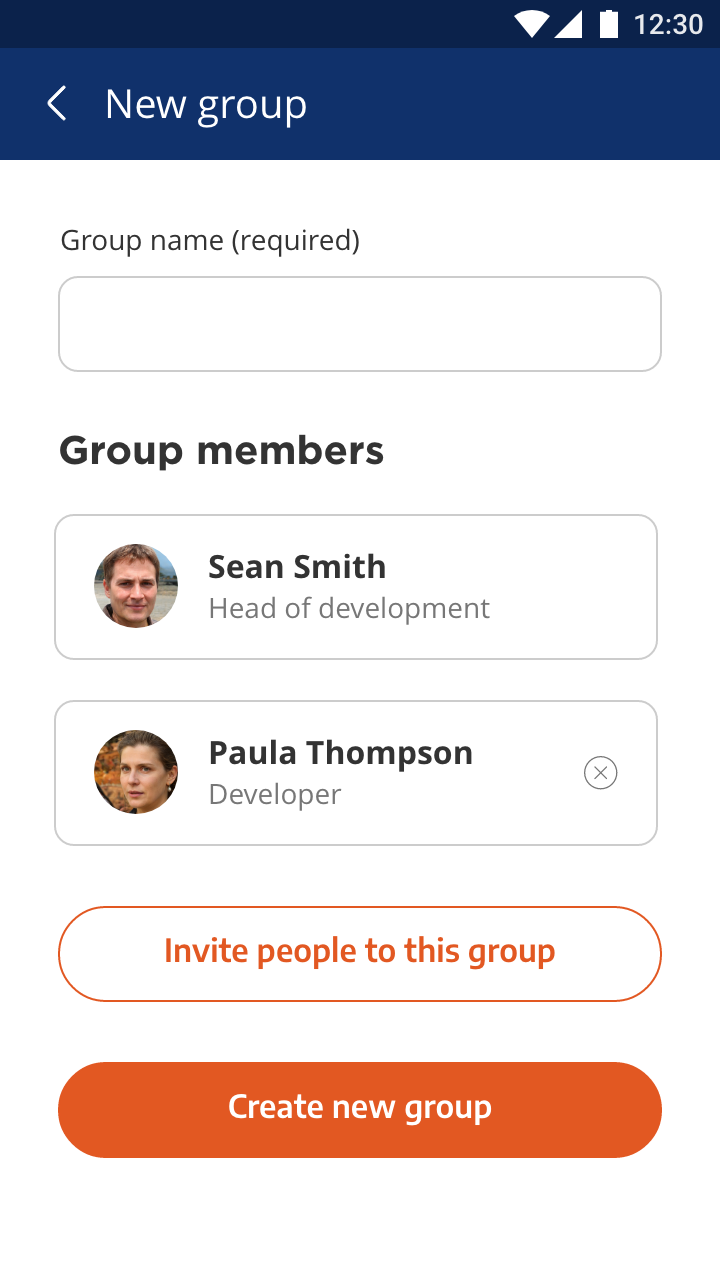 12:30
New group
Group name (required)
Group members
Sean Smith
Head of development
Paula Thompson
Developer
Invite people to this group
Create new group